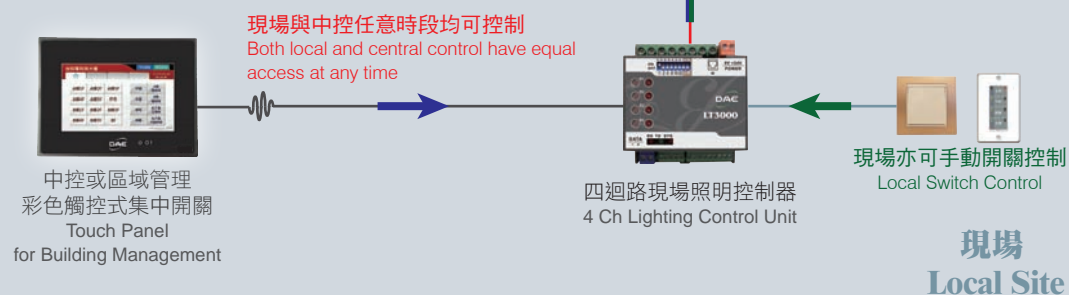 現場與中控任意時段均可控制
Both local and central control have equal
access at any time
DAE
中控或區域管理
彩色觸控式集中開關
Touch Panel
for Building Management
DAE
LT3000
DATA
四迴路現場照明控制器
4 Ch Lighting Control Unit
現場亦可手動開關控制
Local Switch Control
現場
Local Site